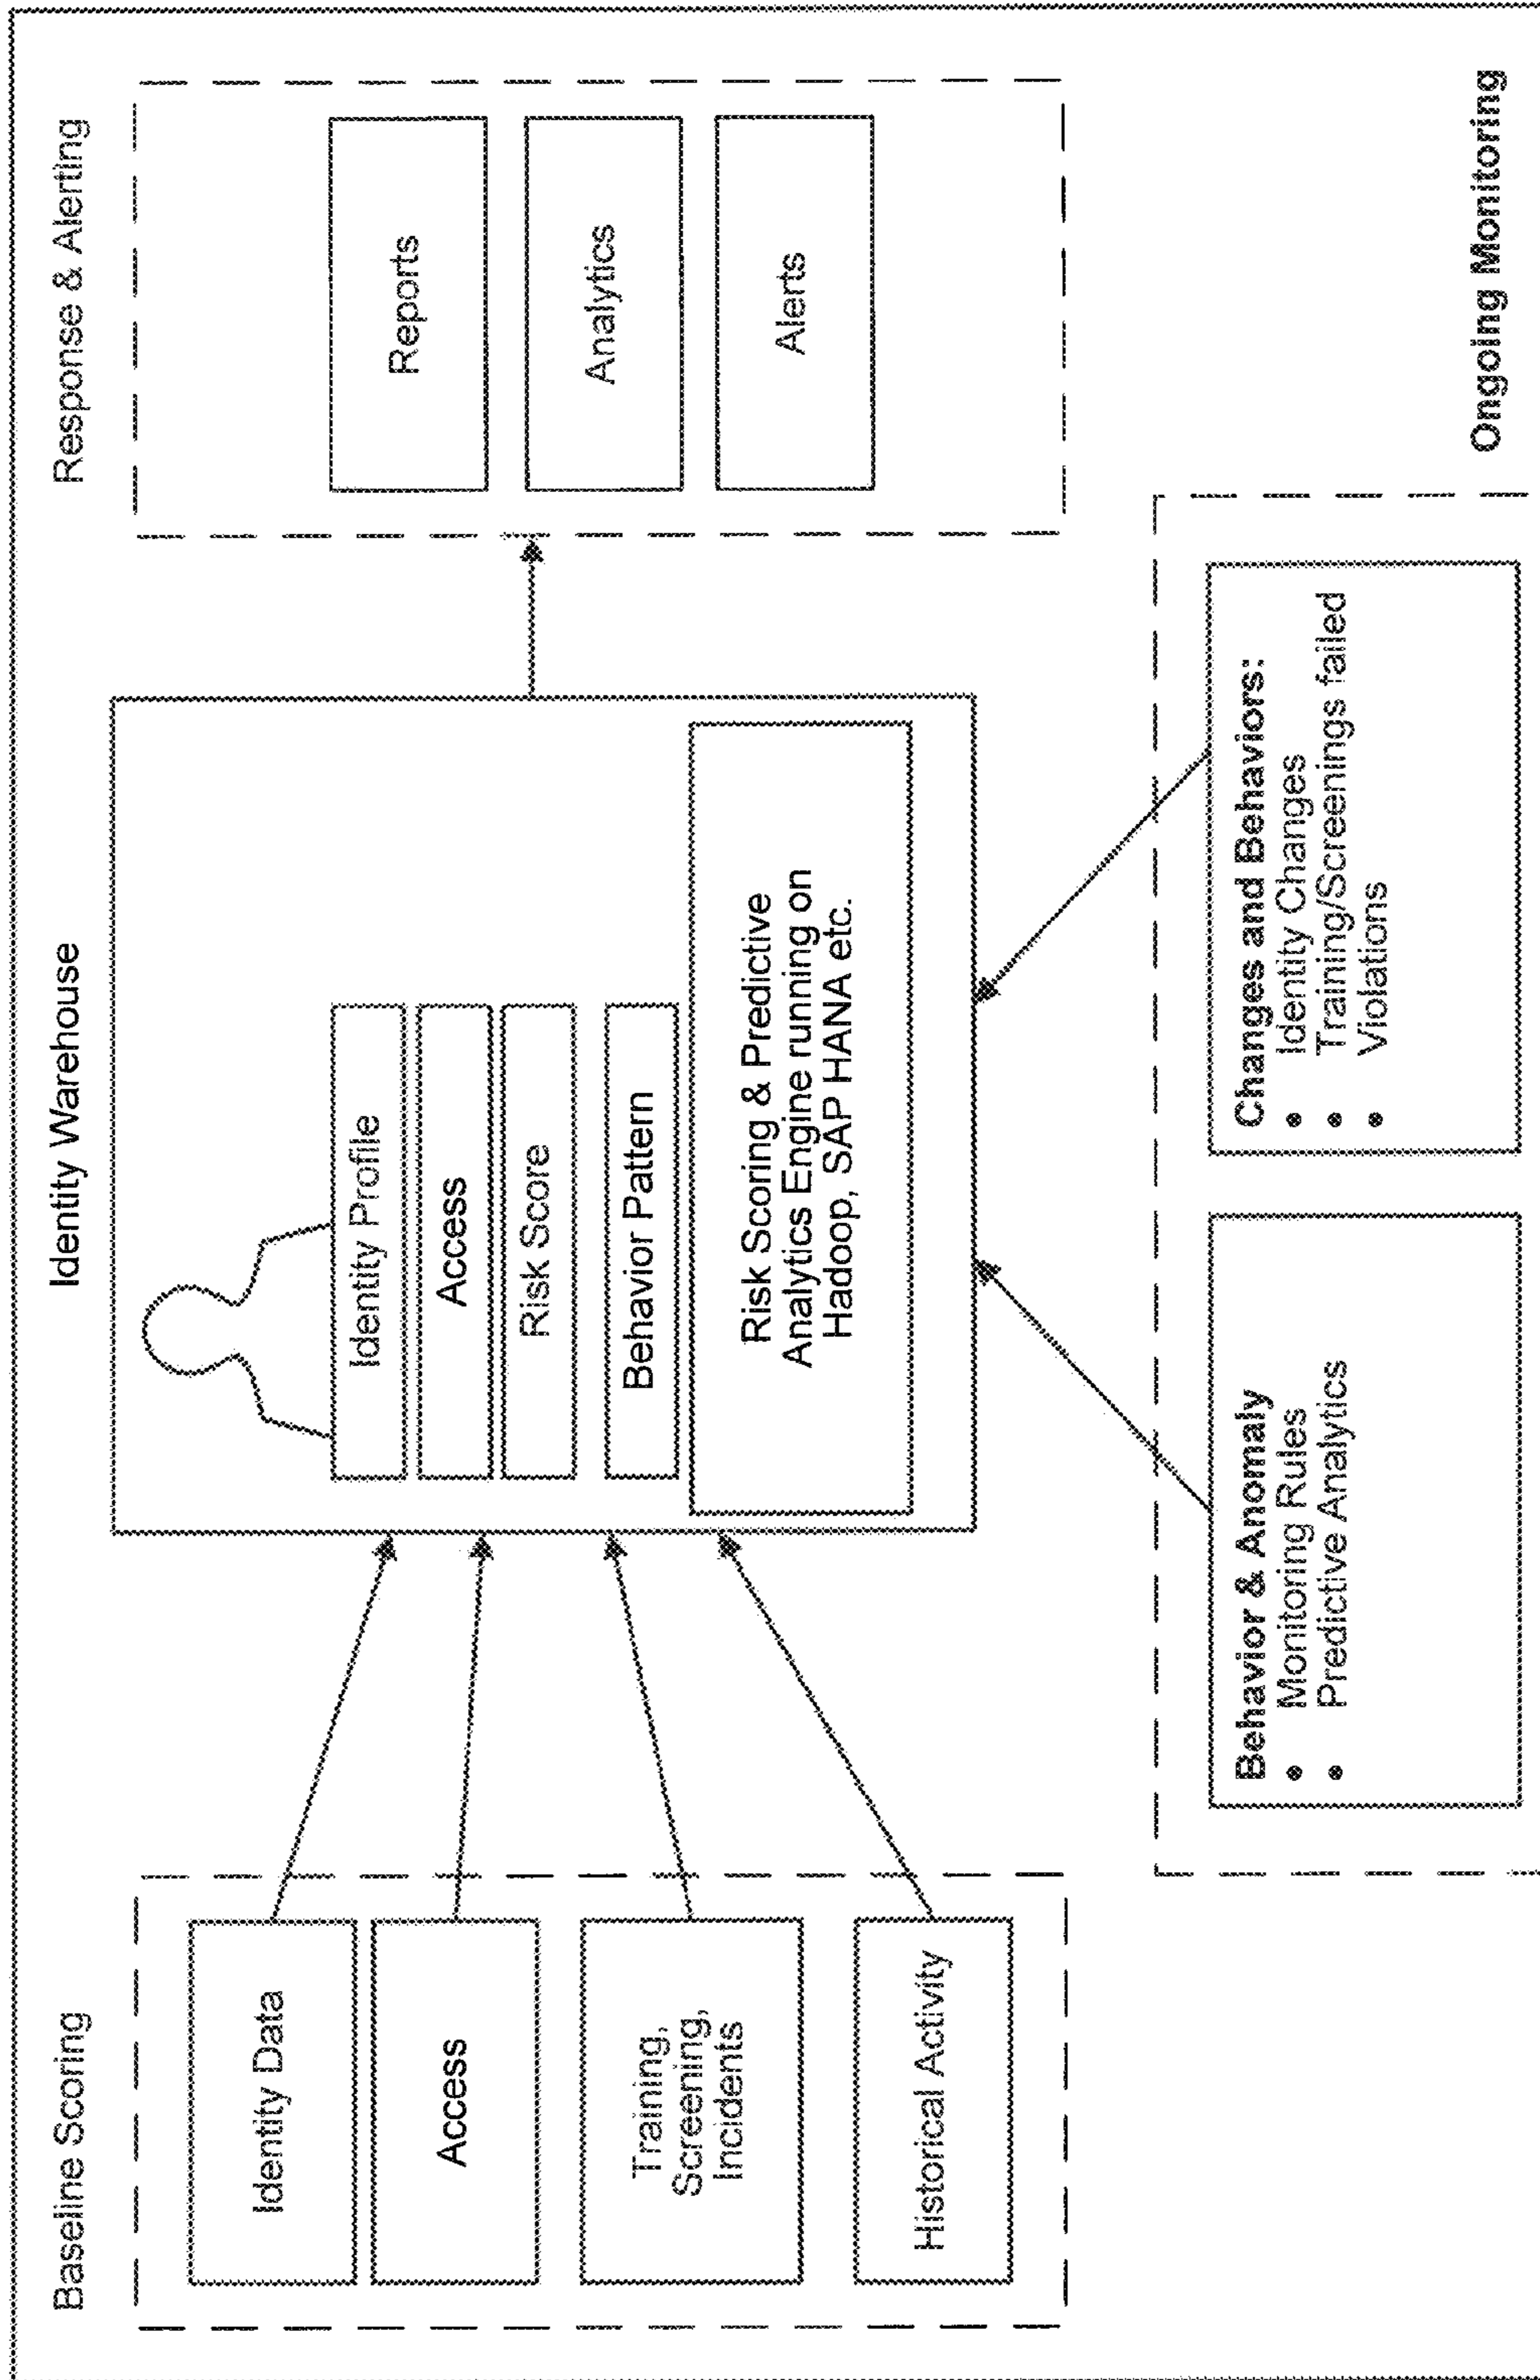 Baseline Scoring
Identity Data
Access
Training,
Screening,
Incidents
Historical Activity
Identity Warehouse
Identity Profile
Access
Risk Score
Behavior Pattern
Risk Scoring & Predictive
Analytics Engine running on
Hadoop, SAP HANA etc.
Response & Alerting
Reports
Analytics
Alerts
Behavior & Anomaly
• Monitoring Rules
• Predictive Analytics
Changes and Behaviors:
• Identity Changes
• Training/Screenings failed
• Violations
Ongoing Monitoring